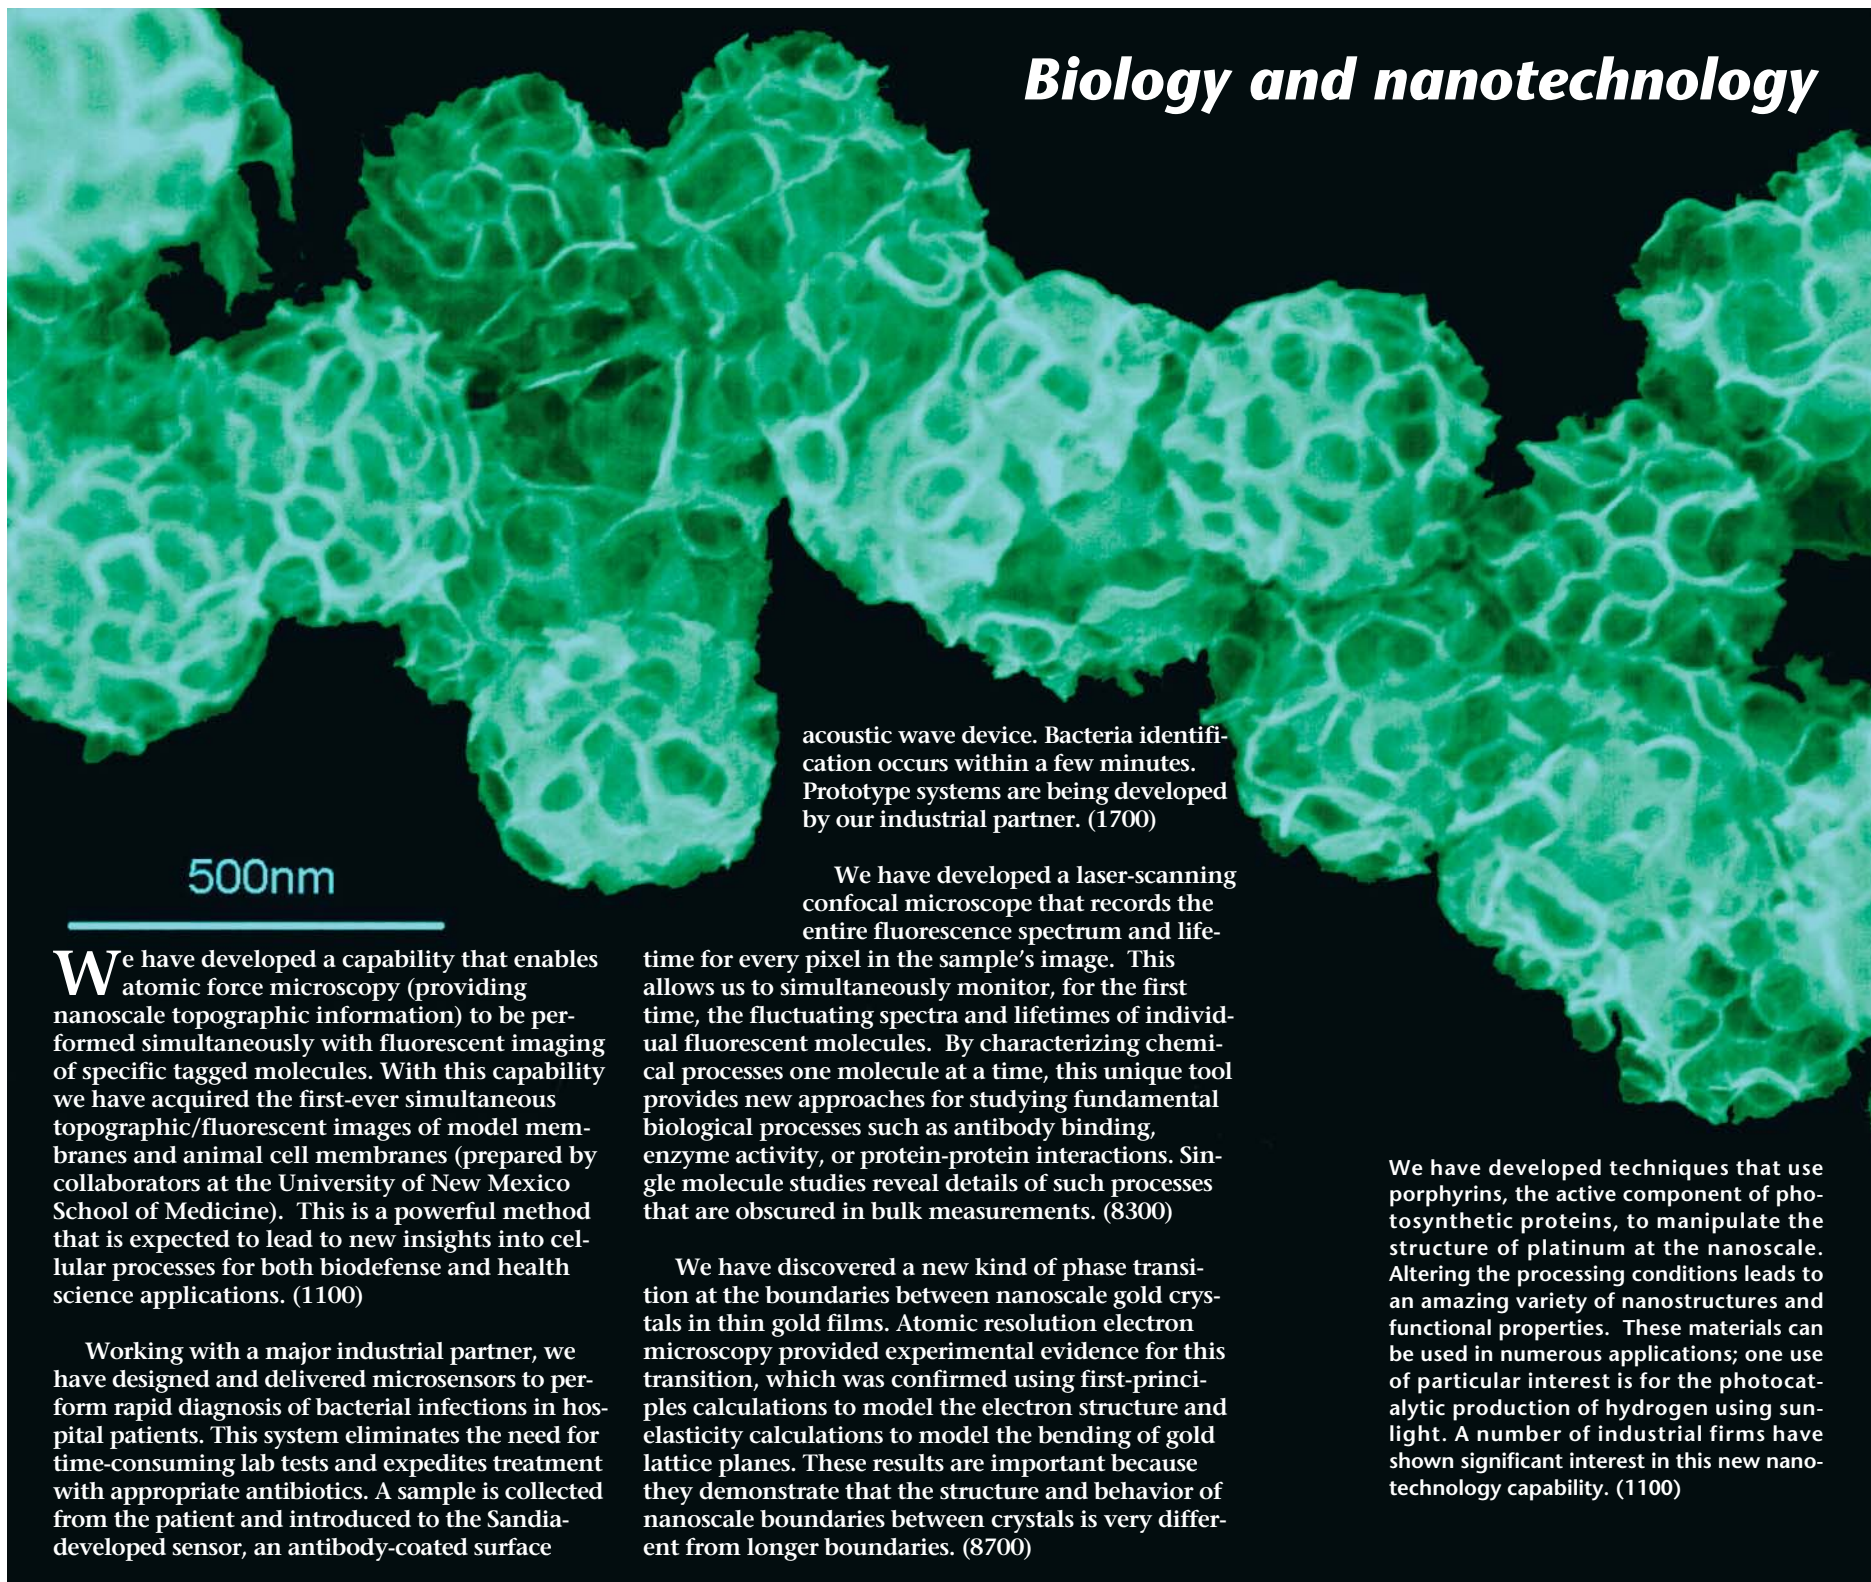 Biology and nanotechnology
500nm
We have developed a capability that enables
atomic force microscopy (providing
nanoscale topographic information) to be per-
formed simultaneously with fluorescent imaging
of specific tagged molecules. With this capability
we have acquired the first-ever simultaneous
topographic/fluorescent images of model mem-
branes and animal cell membranes (prepared by
collaborators at the University of New Mexico
School of Medicine).  This is a powerful method
that is expected to lead to new insights into cel-
lular processes for both biodefense and health
science applications. (1100)
Working with a major industrial partner, we
have designed and delivered microsensors to per-
form rapid diagnosis of bacterial infections in hos-
pital patients. This system eliminates the need for
time-consuming lab tests and expedites treatment
with appropriate antibiotics. A sample is collected
from the patient and introduced to the Sandia-
developed sensor, an antibody-coated surface
acoustic wave device. Bacteria identifi-
cation occurs within a few minutes.
Prototype systems are being developed
by our industrial partner. (1700)
We have developed a laser-scanning
confocal microscope that records the
entire fluorescence spectrum and life-
time for every pixel in the sample's image.  This
allows us to simultaneously monitor, for the first
time, the fluctuating spectra and lifetimes of individ-
ual fluorescent molecules.  By characterizing chemi-
cal processes one molecule at a time, this unique tool
provides new approaches for studying fundamental
biological processes such as antibody binding,
enzyme activity, or protein-protein interactions. Sin-
gle molecule studies reveal details of such processes
that are obscured in bulk measurements. (8300)
We have discovered a new kind of phase transi-
tion at the boundaries between nanoscale gold crys-
tals in thin gold films. Atomic resolution electron
microscopy provided experimental evidence for this
transition, which was confirmed using first-princi-
ples calculations to model the electron structure and
elasticity calculations to model the bending of gold
lattice planes. These results are important because
they demonstrate that the structure and behavior of
nanoscale boundaries between crystals is very differ-
ent from longer boundaries. (8700)
We have developed techniques that use
porphyrins, the active component of pho-
tosynthetic proteins, to manipulate the
structure of platinum at the nanoscale.
Altering the processing conditions leads to
an amazing variety of nanostructures and
functional properties.  These materials can
be used in numerous applications; one use
of particular interest is for the photocat-
alytic production of hydrogen using sun-
light. A number of industrial firms have
shown significant interest in this new nano-
technology capability. (1100)